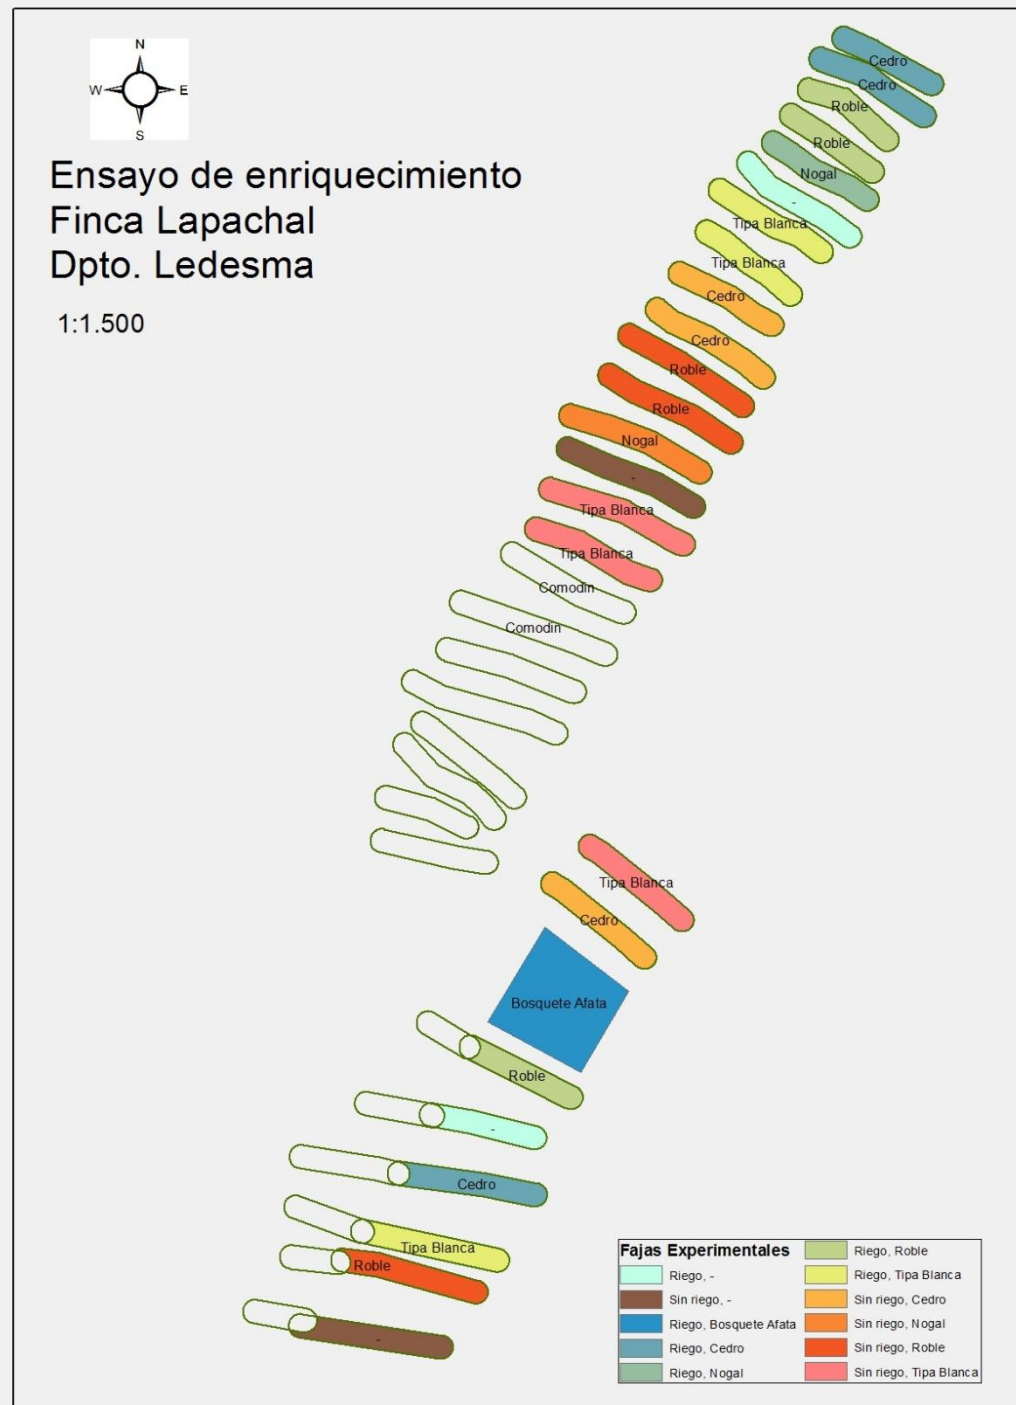 N
W E
S
Ensayo de enriquecimiento
Finca Lapachal
Dpto. Ledesma
1:1.500
Cedro
Cedro
Roble
Roble
Nogal
-
Tipa Blanca
Tipa Blanca
Cedro
Cedro
Roble
Roble
Nogal
-
Tipa Blanca
Tipa Blanca
Comodin
Comodin
Tipa Blanca
Cedro
Bosquete Afata
Roble
-
Cedro
Tipa Blanca
Roble
-
Fajas Experimentales
Riego, -
Sin riego, -
Riego, Bosquete Afata
Riego, Cedro
Riego, Nogal
Riego, Roble
Riego, Tipa Blanca
Sin riego, Cedro
Sin riego, Nogal
Sin riego, Roble
Sin riego, Tipa Blanca